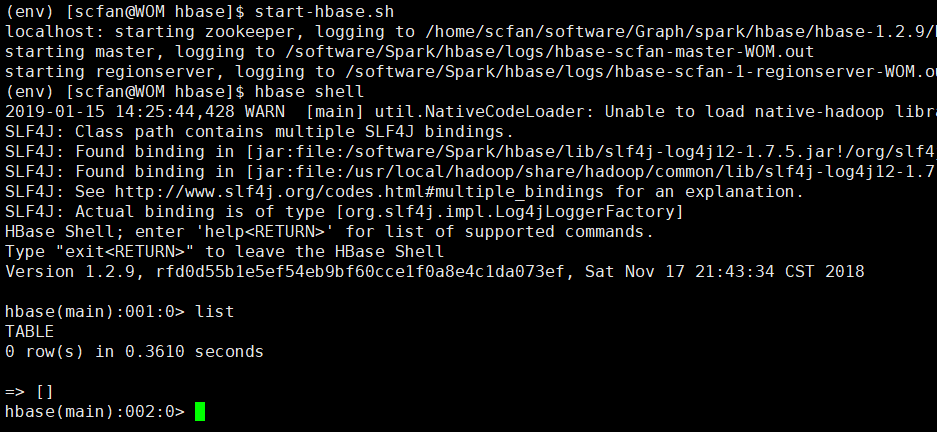 (env) [scfan@WOM hbase]$ start-hbase.sh
localhost: starting zookeeper, logging to /home/scfan/software/Graph/spark/hbase/hbase-1.2.9/
starting master, logging to /software/Spark/hbase/logs/hbase-scfan-master-WOM.out
starting regionserver, logging to /software/Spark/hbase/logs/hbase-scfan-1-regionserver-WOM.ou
(env) [scfan@WOM hbase]$ hbase shell
2019-01-15 14:25:44,428 WARN  [main] util.NativeCodeLoader: Unable to load native-hadoop libra
SLF4J: Class path contains multiple SLF4J bindings.
SLF4J: Found binding in [jar:file:/software/Spark/hbase/lib/slf4j-log4j12-1.7.5.jar!/org/slf4
SLF4J: Found binding in [jar:file:/usr/local/hadoop/share/hadoop/common/lib/slf4j-log4j12-1.7
SLF4J: See http://www.slf4j.org/codes.html#multiple_bindings for an explanation.
SLF4J: Actual binding is of type [org.slf4j.impl.Log4jLoggerFactory]
HBase Shell; enter 'help<RETURN>' for list of supported commands.
Type "exit<RETURN>" to leave the HBase Shell
Version 1.2.9, rfd0d55b1e5ef54eb9bf60cce1f0a8e4c1da073ef, Sat Nov 17 21:43:34 CST 2018
hbase(main):001:0> list
TABLE
0 row(s) in 0.3610 seconds
=> []
hbase(main):002:0>